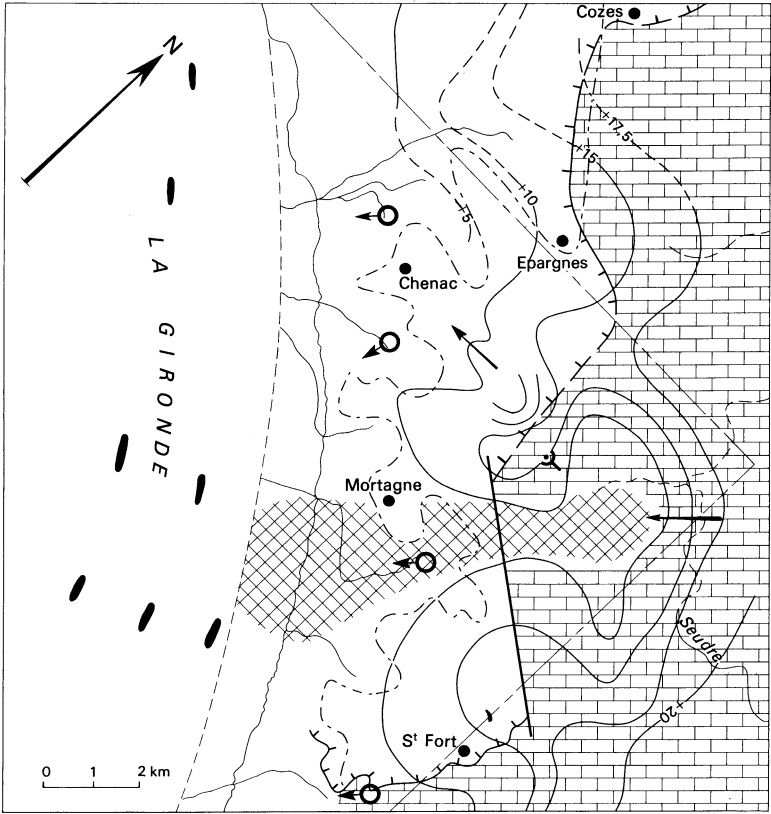 Cozes
N
+17,5
+15
+10
+5
Epargnes
Chenac
LA GIRONDE
Mortagne
Seudre
+20
St Fort
0 1 2 km